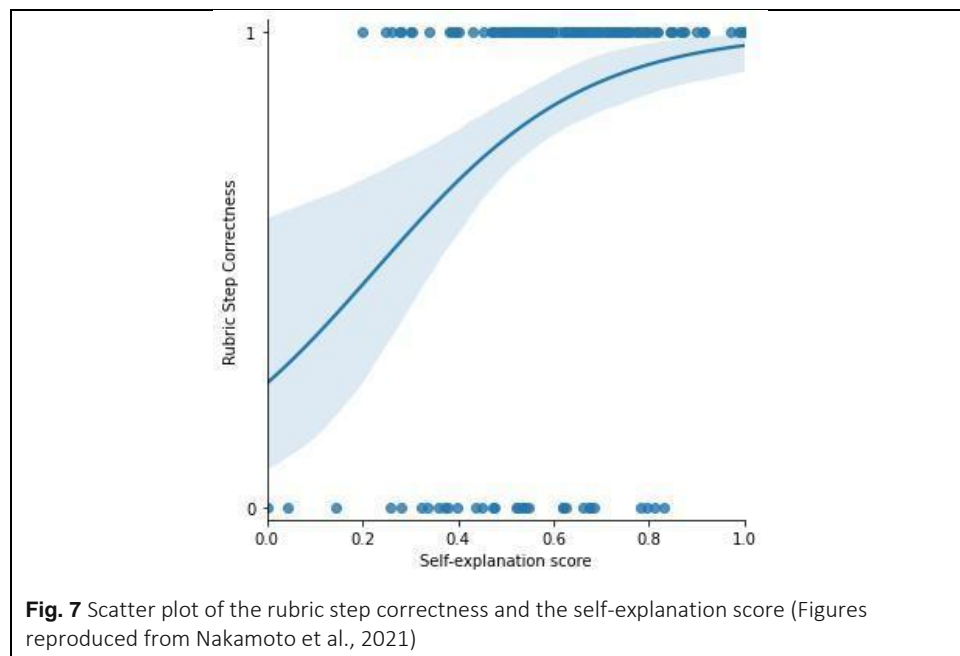 1
Rubric Step Correctness
0
0.0 0.2 0.4 0.6 0.8 1.0
Self-explanation score
Fig. 7 Scatter plot of the rubric step correctness and the self-explanation score (Figures
reproduced from Nakamoto et al., 2021)